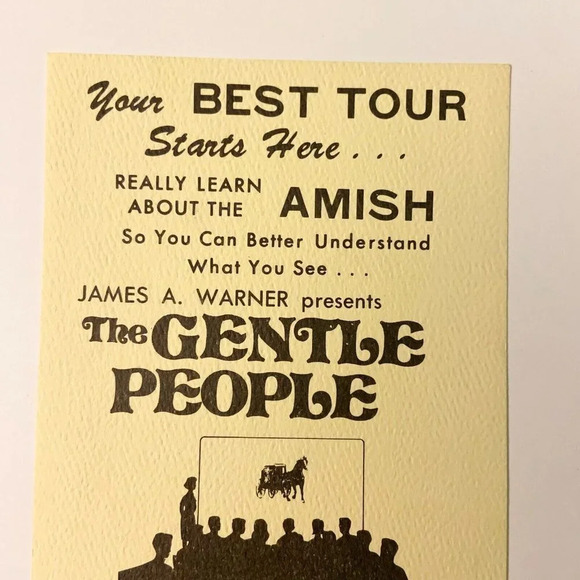 Your BEST TOUR
Starts Here . . .
REALLY LEARN
ABOUT THE AMISH
So You Can Better Understand
What You See . . .
JAMES A. WARNER presents
The GENTLE
PEOPLE